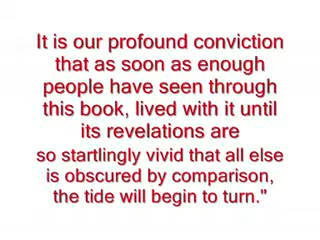 It is our profound conviction
that as soon as enough
people have seen through
this book, lived with it until
its revelations are
so startlingly vivid that all else
is obscured by comparison,
the tide will begin to turn."